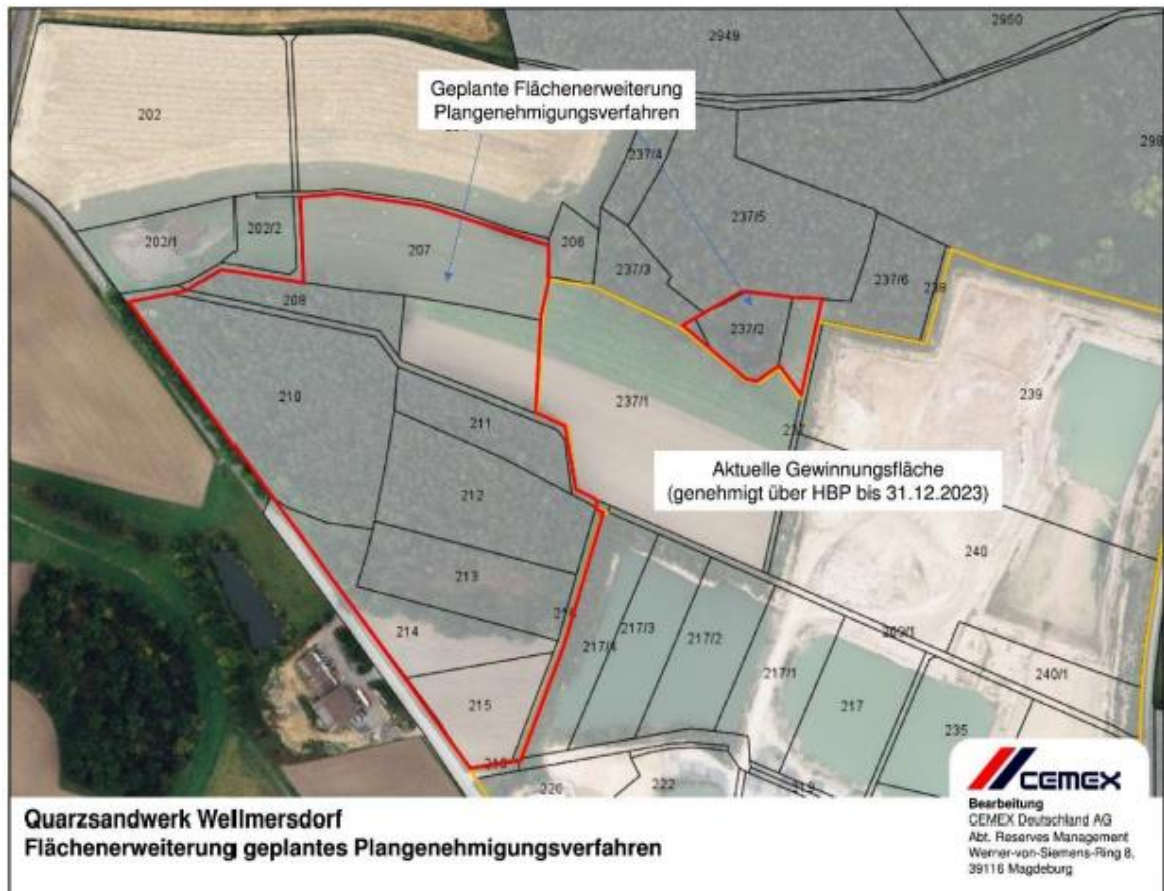 2950
2949
298
Geplante Flächenerweiterung
Plangenehmigungsverfahren
202
237/4
237/5
202/1
202/2
207
206
237/3
237/6
238
208
237/2
210
211
237/1
239
212
Aktuelle Gewinnungsfläche
(genehmigt über HBP bis 31.12.2023)
240
213
214
217/3
217/2
217/4
209/1
217/1
240/1
215
217
235
220
222
219
CEMEX
Quarzsandwerk Wellmersdorf
Flächenerweiterung geplantes Plangenehmigungsverfahren
Bearbeitung
CEMEX Deutschland AG
Abt. Reserves Management
Werner-von-Siemens-Ring 8,
39116 Magdeburg